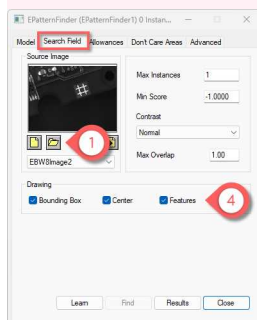 EPatternFinder (EPatternFinder1) 0 Instan...
Model Search Field Allowances Don't Care Areas Advanced
Source Image
Max Instances 1
Min Score -1.0000
Contrast
Normal
1
EBW8Image2
Max Overlap 1.00
Drawing
Bounding Box Center Features 4
Learn Find Results Close